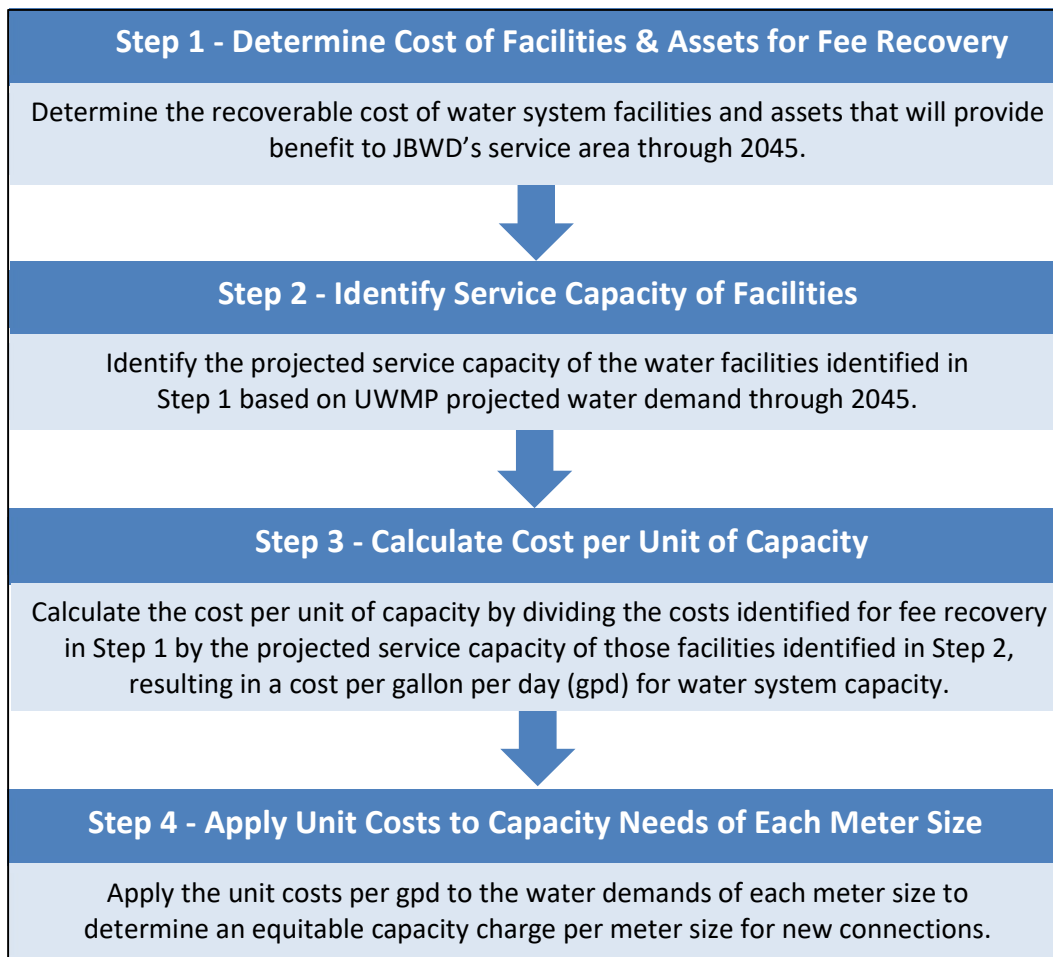 Step 1 - Determine Cost of Facilities & Assets for Fee Recovery
Determine the recoverable cost of water system facilities and assets that will provide
benefit to JBWD’s service area through 2045.
Step 2 - Identify Service Capacity of Facilities
Identify the projected service capacity of the water facilities identified in
Step 1 based on UWMP projected water demand through 2045.
Step 3 - Calculate Cost per Unit of Capacity
Calculate the cost per unit of capacity by dividing the costs identified for fee recovery
in Step 1 by the projected service capacity of those facilities identified in Step 2,
resulting in a cost per gallon per day (gpd) for water system capacity.
Step 4 - Apply Unit Costs to Capacity Needs of Each Meter Size
Apply the unit costs per gpd to the water demands of each meter size to
determine an equitable capacity charge per meter size for new connections.